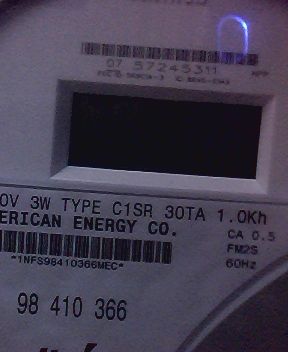 07 57245311
0V 3W TYPE C1SR 30TA 1.0Kh
ERICAN ENERGY CO. CA 0.5
FM2S
*1NFS98410366MEC* 60Hz
98 410 366